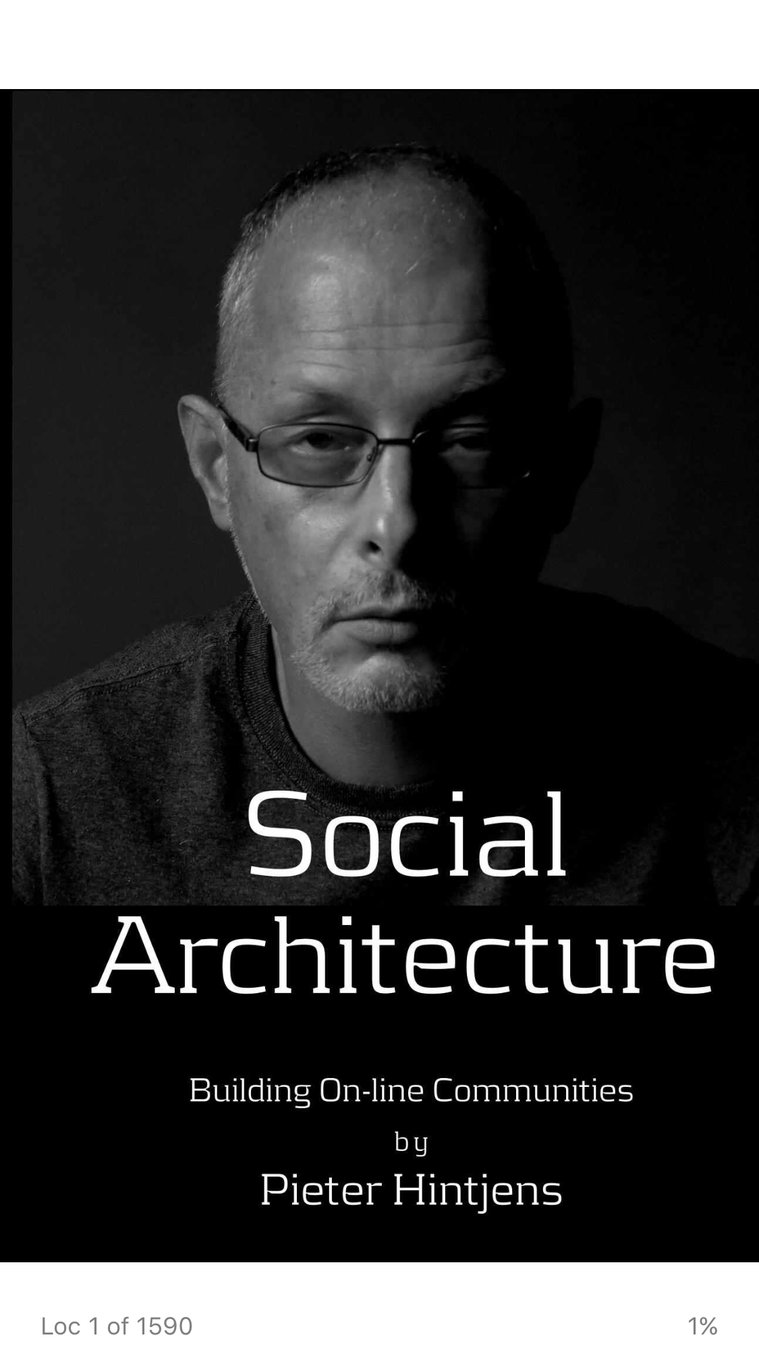 Social
Architecture
Building On-line Communities
by
Pieter Hintjens
Loc 1 of 1590
1%